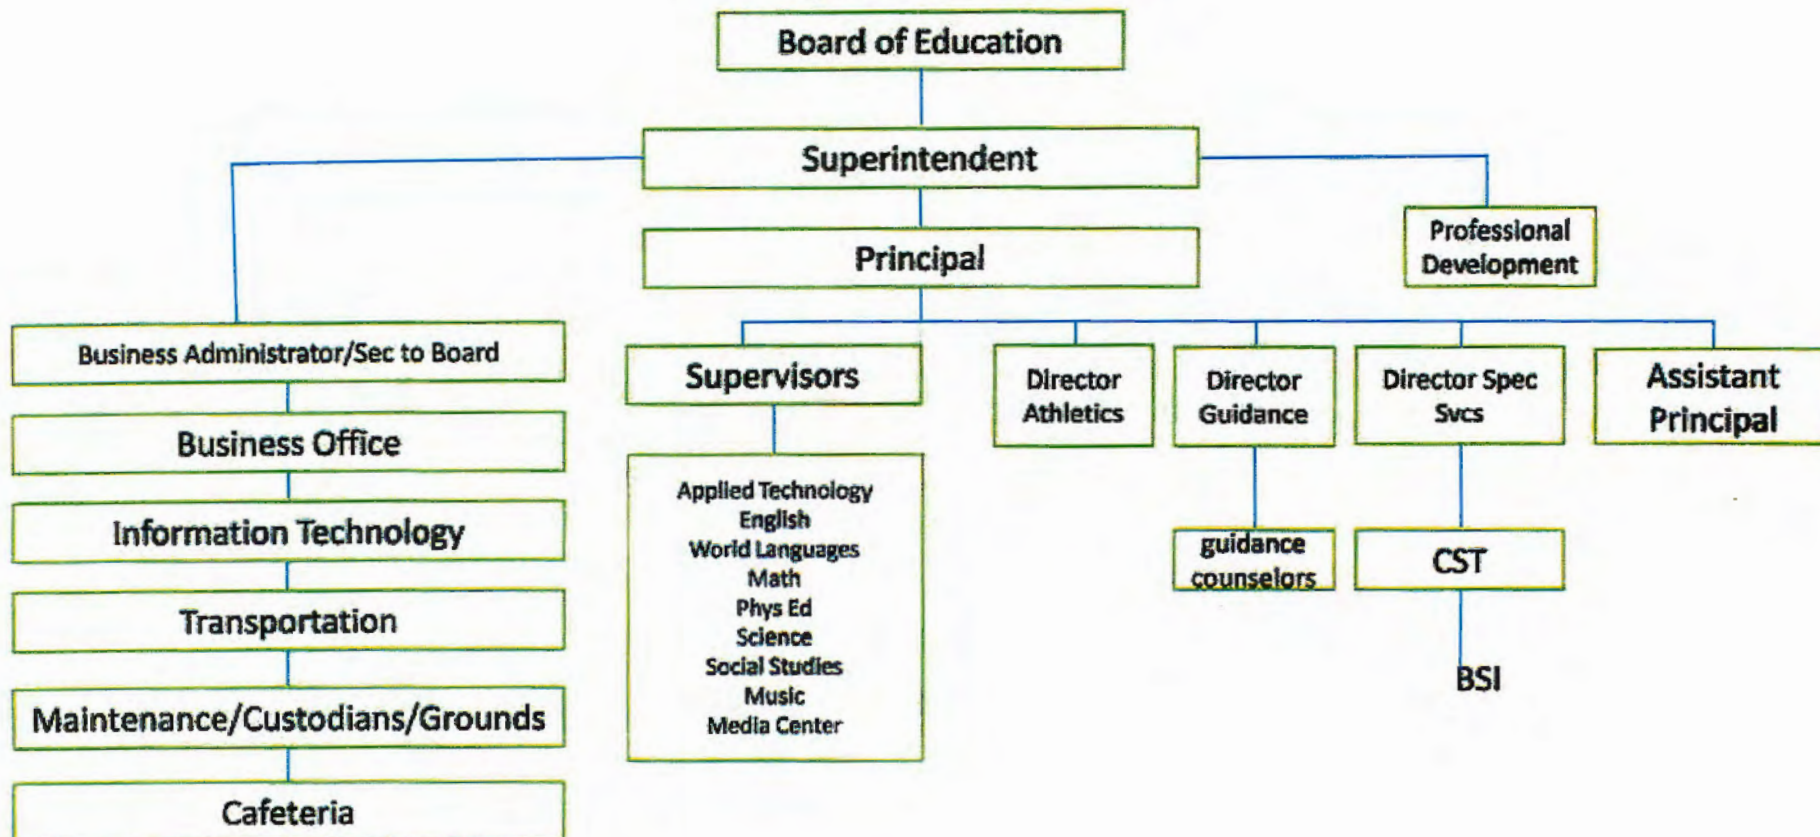 Board of Education
Superintendent
Principal
Professional
Development
Business Administrator/Sec to Board
Business Office
Information Technology
Transportation
Maintenance/Custodians/Grounds
Cafeteria
Supervisors
Applied Technology
English
World Languages
Math
Phys Ed
Science
Social Studies
Music
Media Center
Director
Athletics
Director
Guidance
guidance
counselors
Director Spec
Svcs
CST
BSI
Assistant
Principal